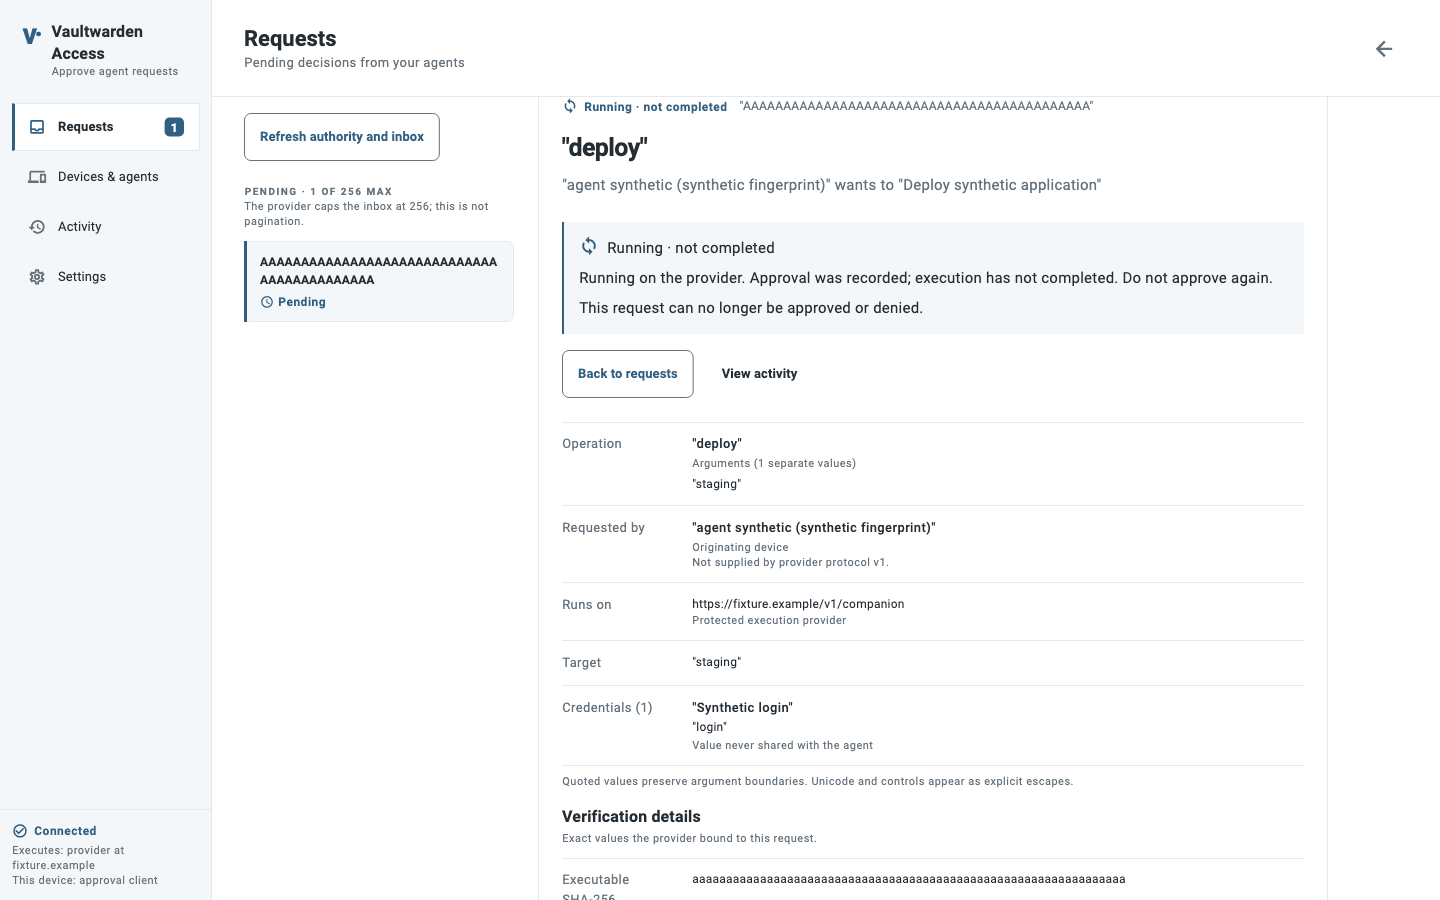 Vaultwarden
Access
Approve agent requests
Requests
1
Devices & agents
Activity
Settings
Connected
Executes: provider at
fixture.example
This device: approval client
Requests
Pending decisions from your agents
Refresh authority and inbox
PENDING · 1 OF 256 MAX
The provider caps the inbox at 256; this is not
pagination.
AAAAAAAAAAAAAAAAAAAAAAAAAAAAA
AAAAAAAAAAAAAA
Pending
Running · not completed "AAAAAAAAAAAAAAAAAAAAAAAAAAAAAAAAAAAAAAAAAAA"
"deploy"
"agent synthetic (synthetic fingerprint)" wants to "Deploy synthetic application"
Running · not completed
Running on the provider. Approval was recorded; execution has not completed. Do not approve again.
This request can no longer be approved or denied.
Back to requests
View activity
Operation
"deploy"
Arguments (1 separate values)
"staging"
Requested by
"agent synthetic (synthetic fingerprint)"
Originating device
Not supplied by provider protocol v1.
Runs on
https://fixture.example/v1/companion
Protected execution provider
Target
"staging"
Credentials (1)
"Synthetic login"
"login"
Value never shared with the agent
Quoted values preserve argument boundaries. Unicode and controls appear as explicit escapes.
Verification details
Exact values the provider bound to this request.
Executable
SHA-256
aaaaaaaaaaaaaaaaaaaaaaaaaaaaaaaaaaaaaaaaaaaaaaaaaaaaaaaaaaaaaaaa